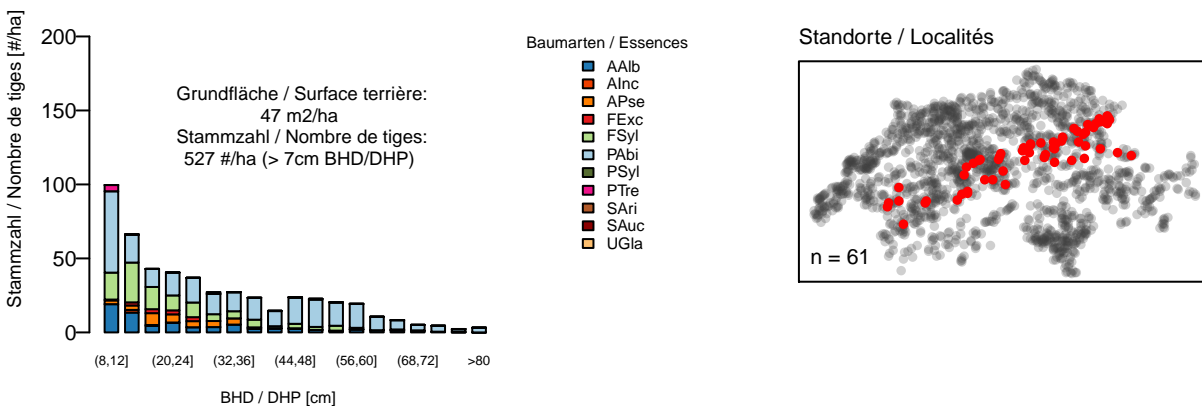 Stammzahl / Nombre de tiges [#/ha]
200
150
100
50
0
Grundfläche / Surface terrière:
47 m2/ha
Stammzahl / Nombre de tiges:
527 #/ha (> 7cm BHD/DHP)
(8,12]
(20,24]
(32,36]
(44,48]
(56,60]
(68,72]
>80
BHD / DHP [cm]
Baumarten / Essences
AAlb
AInc
APse
FExc
FSyl
PAbi
PSyl
PTre
SAri
SAuc
UGla
Standorte / Localités
n = 61